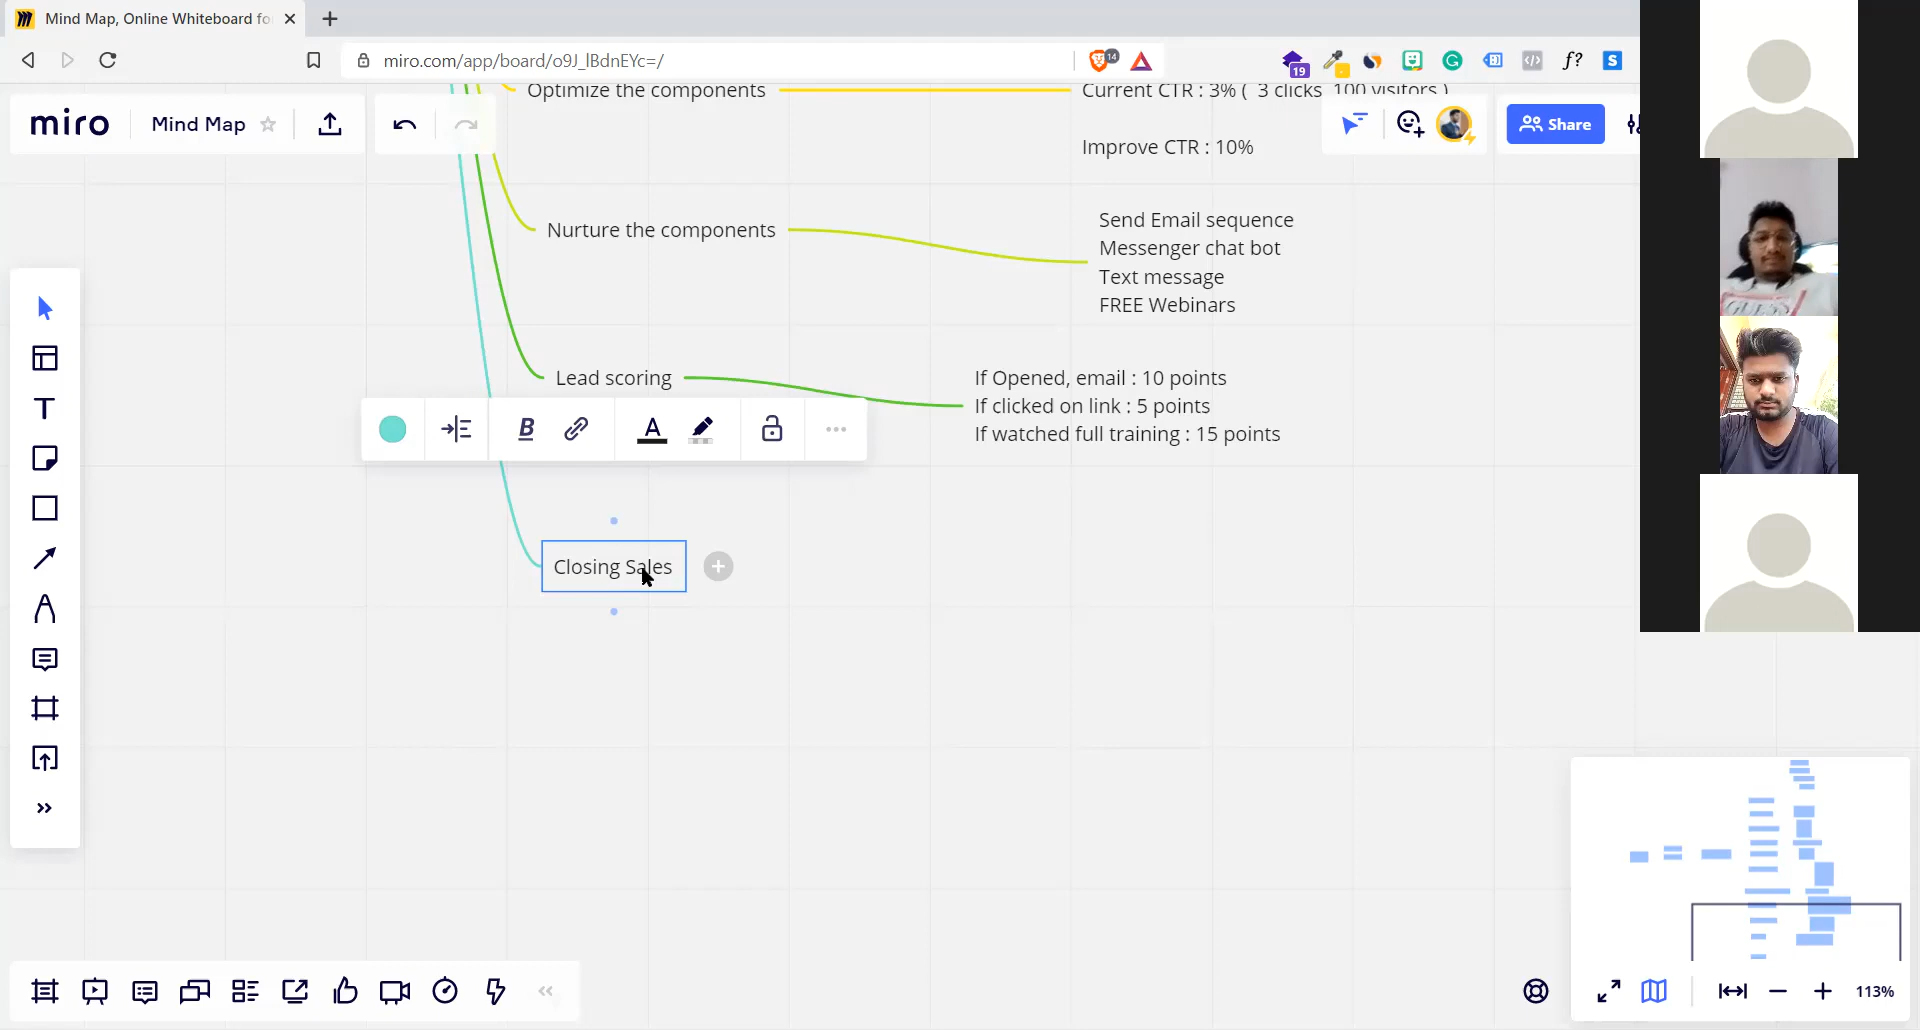 Mind Map, Online Whiteboard fo
miro.com/app/board/o9J_lBdnEYc=/
14
19
f?
S
miro
Mind Map
Share
Optimize the components
Current CTR : 3% ( 3 clicks 100 visitors )
Improve CTR : 10%
Nurture the components
Send Email sequence
Messenger chat bot
Text message
FREE Webinars
Lead scoring
If Opened, email : 10 points
If clicked on link : 5 points
If watched full training : 15 points
B
A
Closing Sales
113%